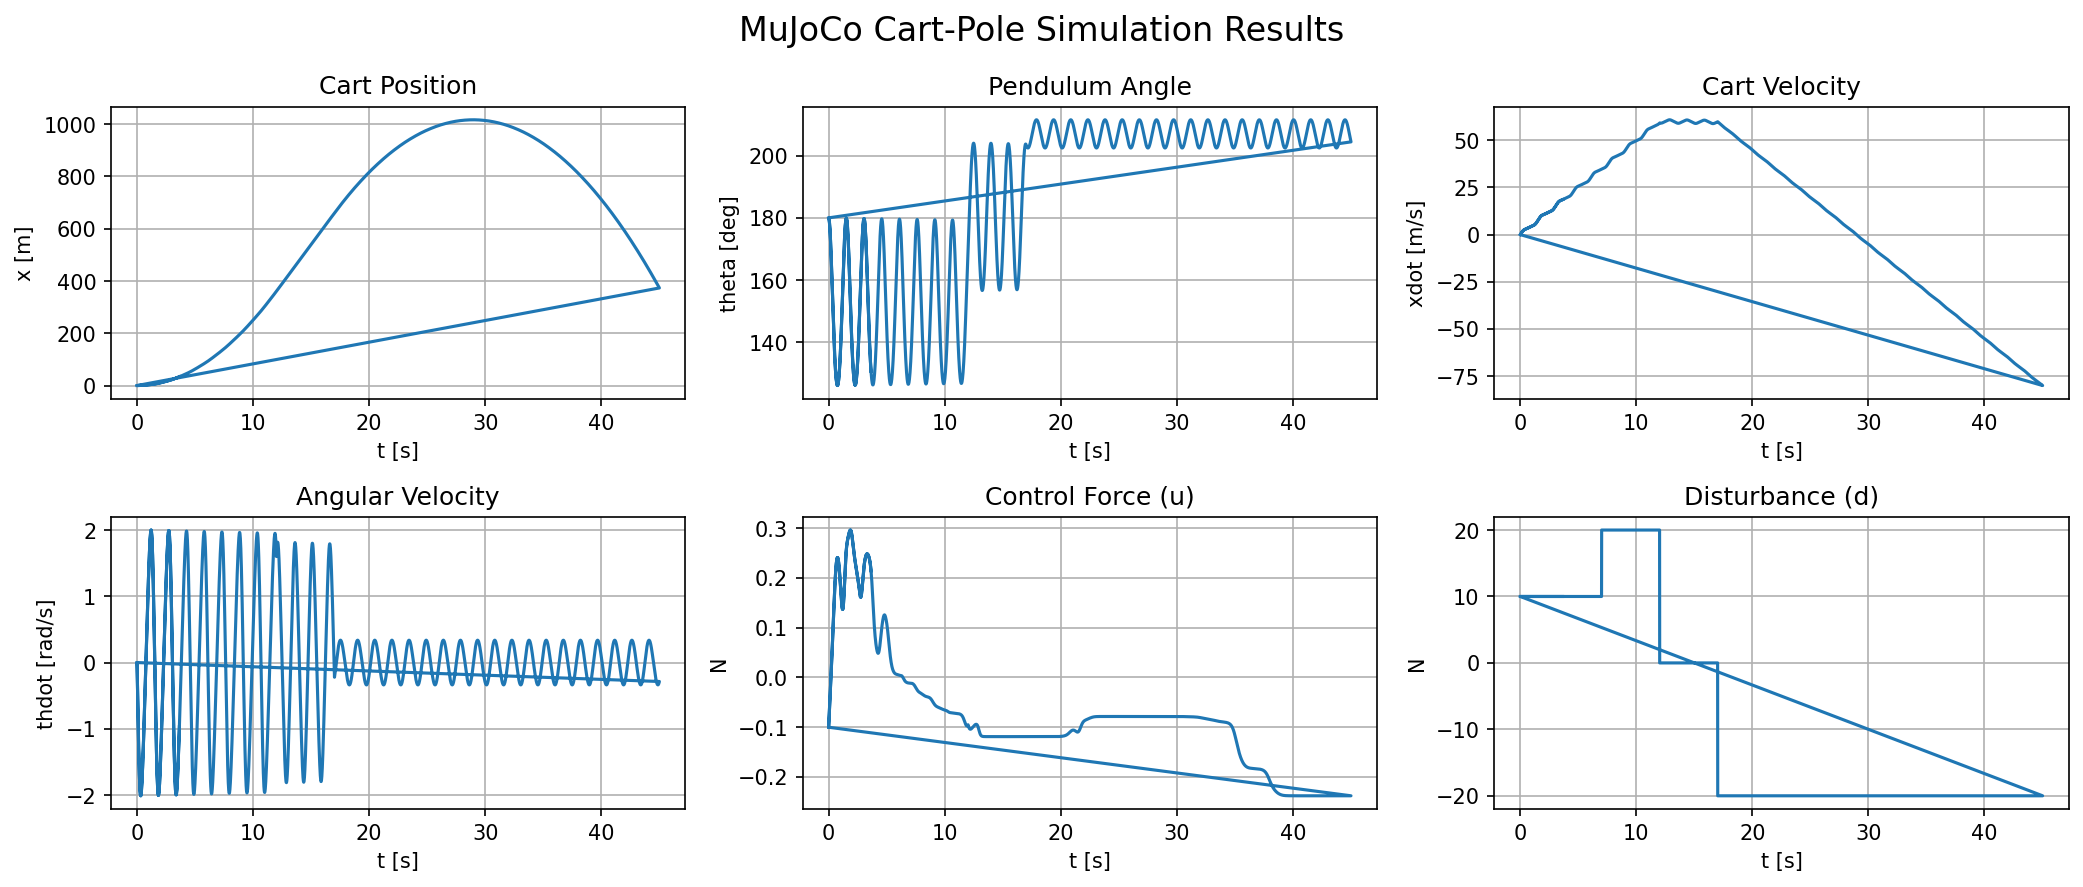 MuJoCo Cart-Pole Simulation Results
Cart Position
x [m]
1000
800
600
400
200
0
0 10 20 30 40
t [s]
Pendulum Angle
theta [deg]
200
180
160
140
0 10 20 30 40
t [s]
Cart Velocity
xdot [m/s]
50
25
0
−25
−50
−75
0 10 20 30 40
t [s]
Angular Velocity
thdot [rad/s]
2
1
0
−1
−2
0 10 20 30 40
t [s]
Control Force (u)
N
0.3
0.2
0.1
0.0
−0.1
−0.2
0 10 20 30 40
t [s]
Disturbance (d)
N
20
10
0
−10
−20
0 10 20 30 40
t [s]